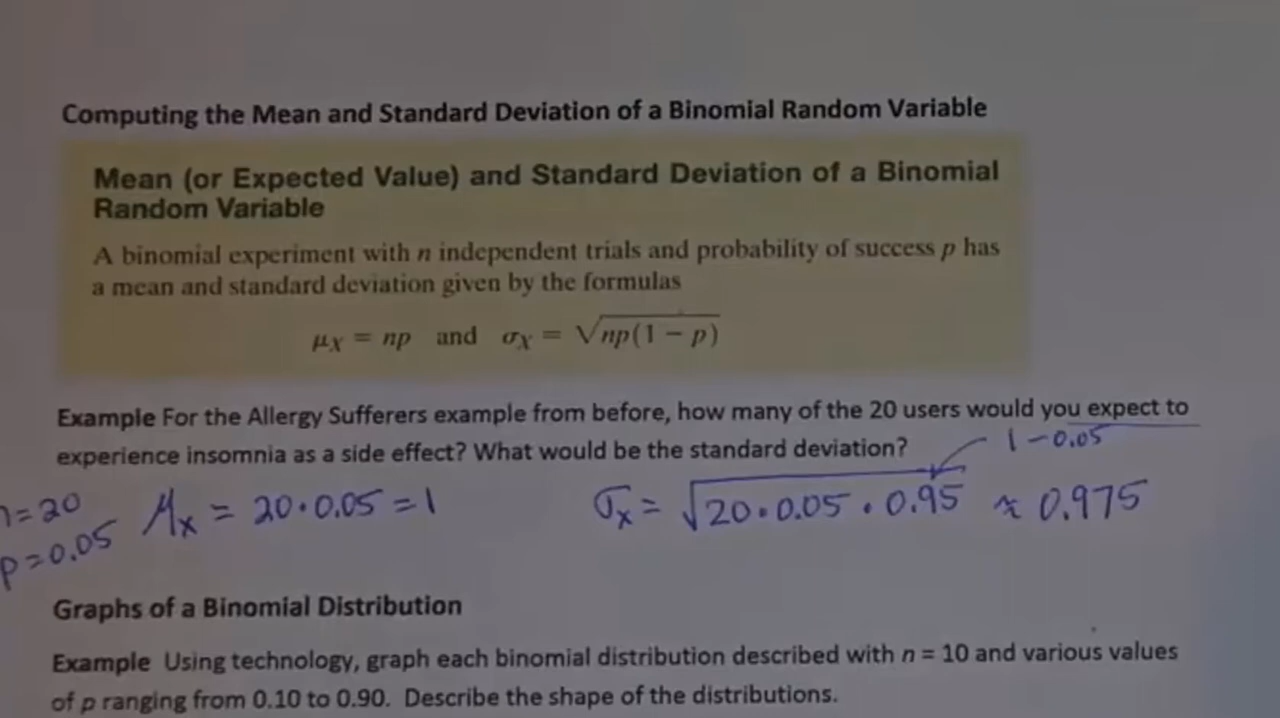 Computing the Mean and Standard Deviation of a Binomial Random Variable
Mean (or Expected Value) and Standard Deviation of a Binomial
Random Variable
A binomial experiment with n independent trials and probability of success p has
a mean and standard deviation given by the formulas
μX = np and σX = √np(1 − p)
Example For the Allergy Sufferers example from before, how many of the 20 users would you expect to
experience insomnia as a side effect? What would be the standard deviation?
1-0.05
n=20
p=0.05
μx = 20·0.05 = 1
σx = √20·0.05·0.95 ≈ 0.975
Graphs of a Binomial Distribution
Example Using technology, graph each binomial distribution described with n = 10 and various values
of p ranging from 0.10 to 0.90. Describe the shape of the distributions.